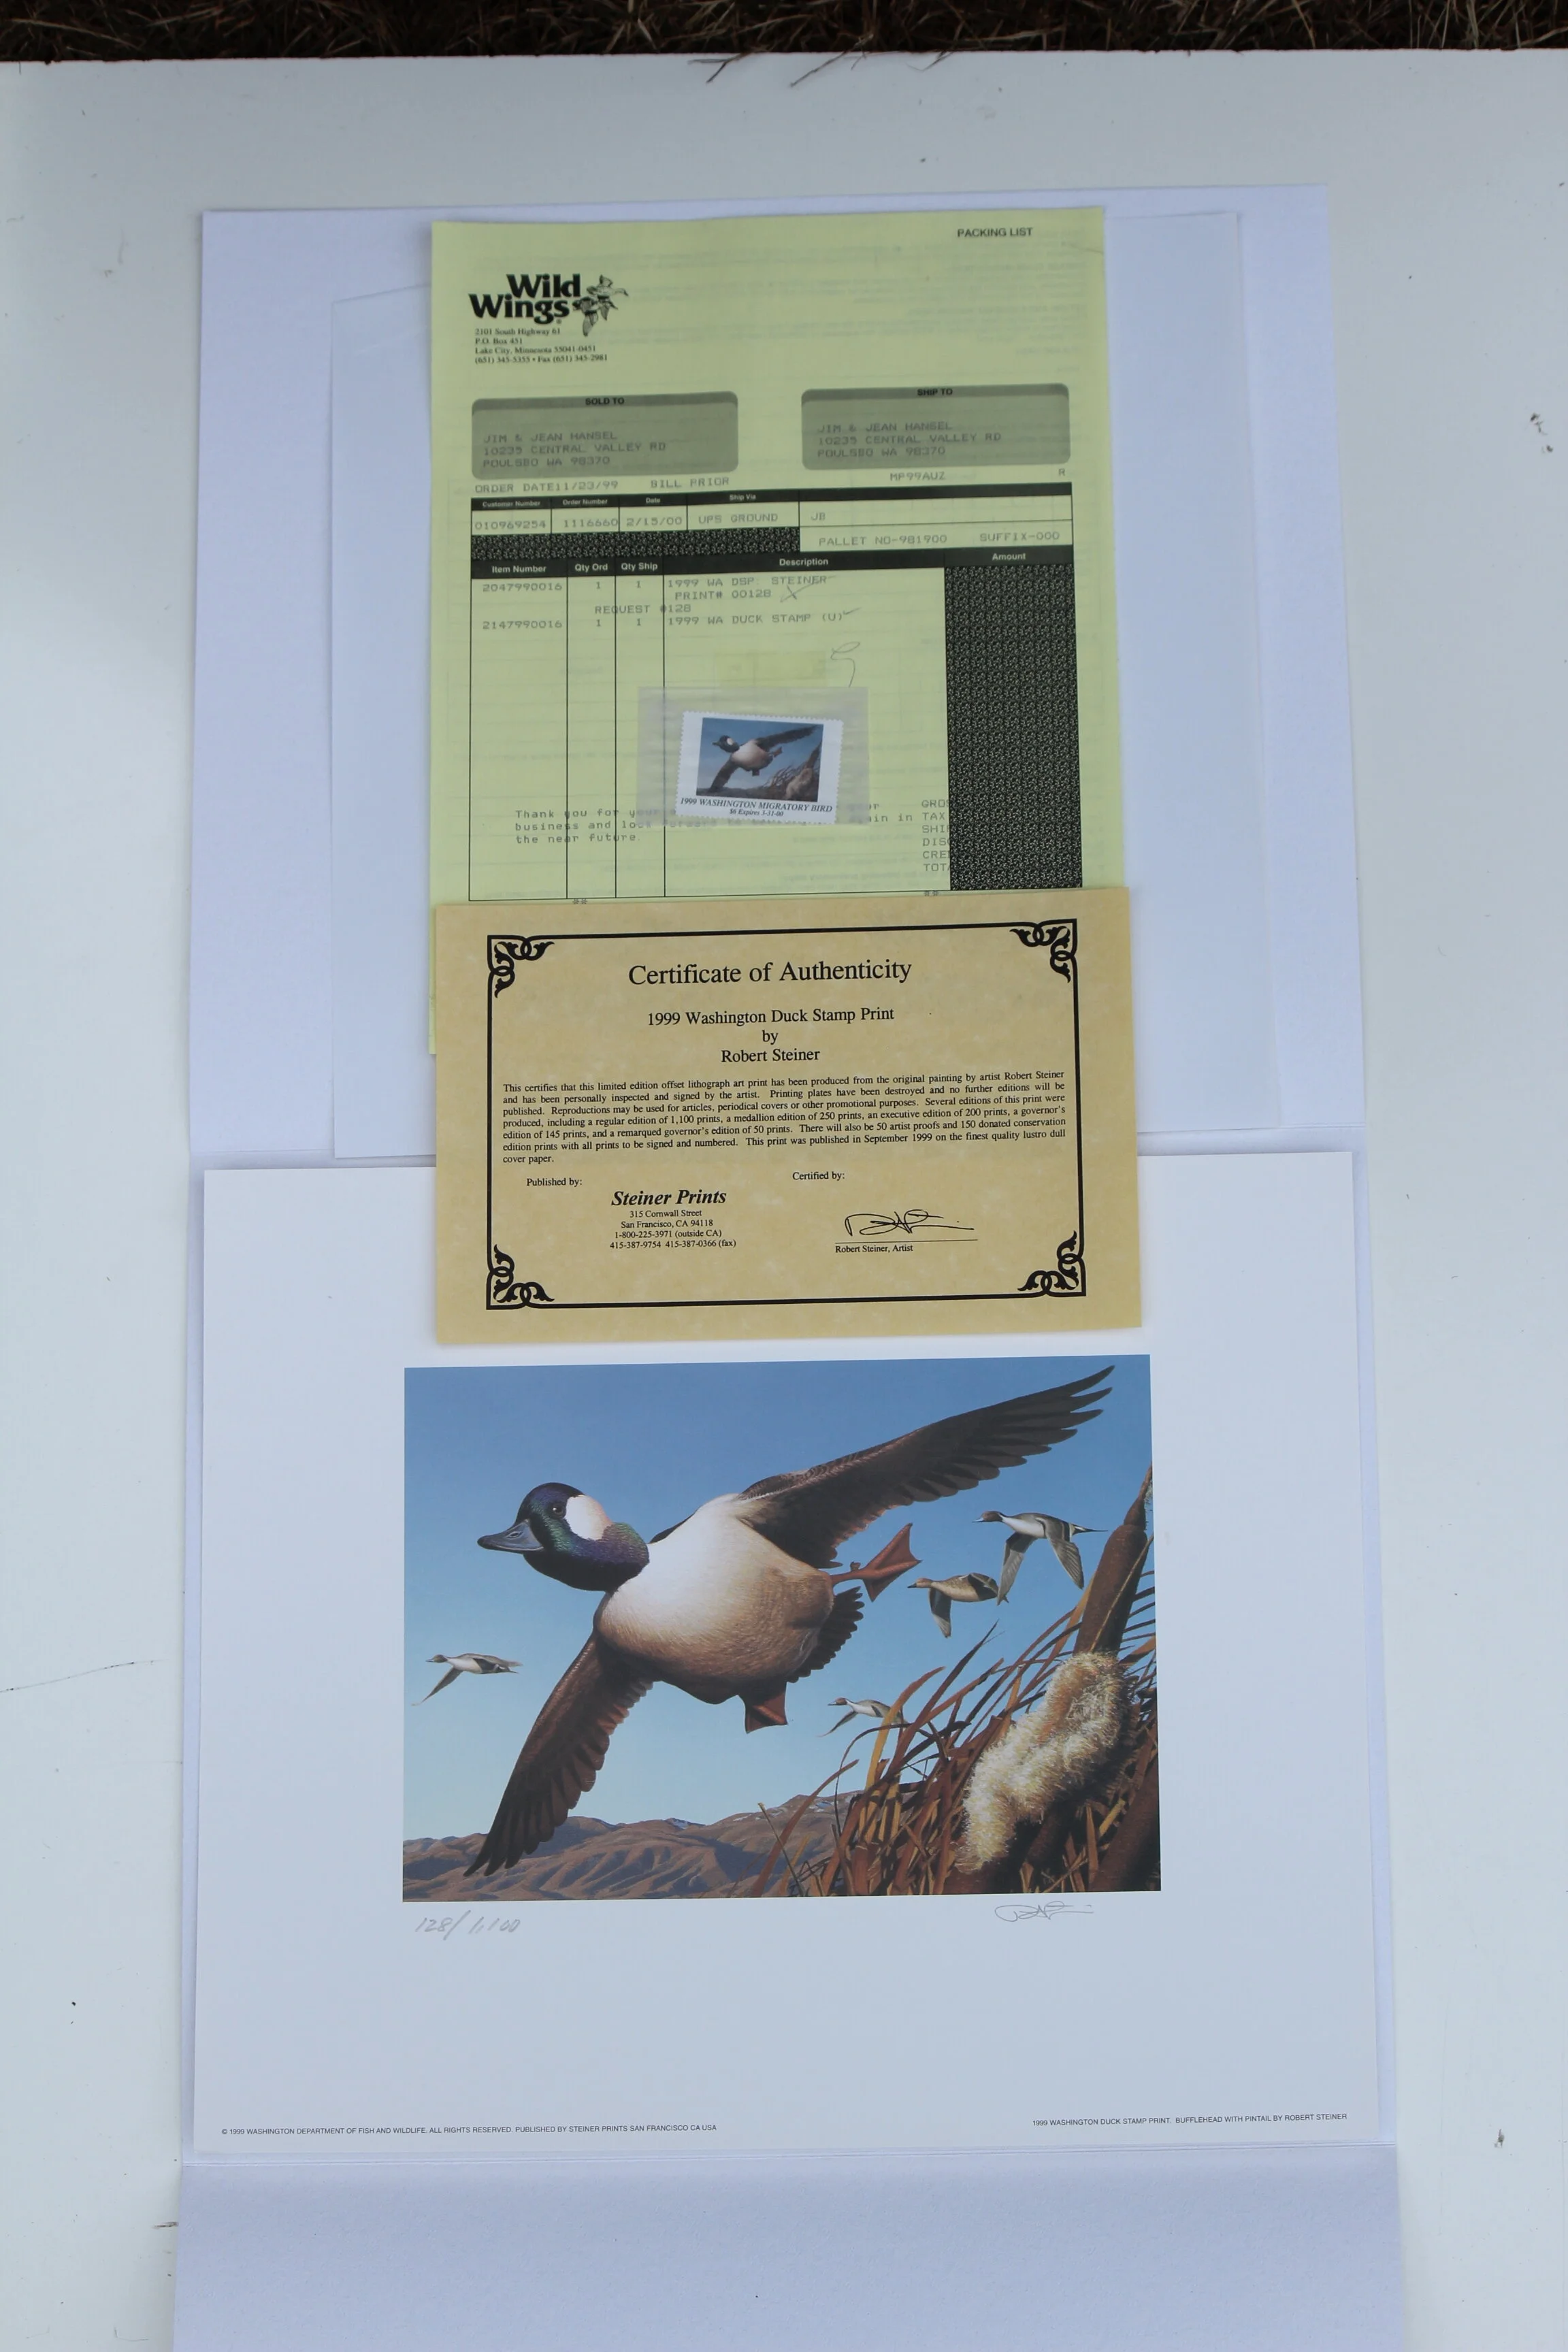 PACKING LIST
Wild
Wings
2101 South Highway 61
P.O. Box 451
Lake City, Minnesota 55041-0451
(651) 345-5355 • Fax (651) 345-2981
SOLD TO
JIM & JEAN HANSEL
10235 CENTRAL VALLEY RD
POULSBO WA 98370
SHIP TO
JIM & JEAN HANSEL
10235 CENTRAL VALLEY RD
POULSBO WA 98370
ORDER DATE11/23/99 BILL PRIOR MP99AUZ R
Customer Number Order Number Date Ship Via
010969254 1116660 2/15/00 UPS GROUND JB
PALLET NO-981900 SUFFIX-000
Item Number Qty Ord Qty Ship Description Amount
2047990016 1 1 1999 WA DSP: STEINER
PRINT# 00128
REQUEST #128
2147990016 1 1 1999 WA DUCK STAMP (U)
1999 WASHINGTON MIGRATORY BIRD
$6 Expires 3-31-00
Thank you for
business and in
the near future.
ORD
TAX
SHI
DIS
CRE
TOT
Certificate of Authenticity
1999 Washington Duck Stamp Print
by
Robert Steiner
This certifies that this limited edition offset lithograph art print has been produced from the original painting by artist Robert Steiner
and has been personally inspected and signed by the artist. Printing plates have been destroyed and no further editions will be
published. Reproductions may be used for articles, periodical covers or other promotional purposes. Several editions of this print were
produced, including a regular edition of 1,100 prints, a medallion edition of 250 prints, an executive edition of 200 prints, a governor's
edition of 145 prints, and a remarqued governor's edition of 50 prints. There will also be 50 artist proofs and 150 donated conservation
edition prints with all prints to be signed and numbered. This print was published in September 1999 on the finest quality lustro dull
cover paper.
Published by:
Steiner Prints
315 Cornwall Street
San Francisco, CA 94118
1-800-225-3971 (outside CA)
415-387-9754 415-387-0366 (fax)
Certified by:
Robert Steiner, Artist
128/1,100
© 1999 WASHINGTON DEPARTMENT OF FISH AND WILDLIFE. ALL RIGHTS RESERVED. PUBLISHED BY STEINER PRINTS SAN FRANCISCO CA USA
1999 WASHINGTON DUCK STAMP PRINT. BUFFLEHEAD WITH PINTAIL BY ROBERT STEINER